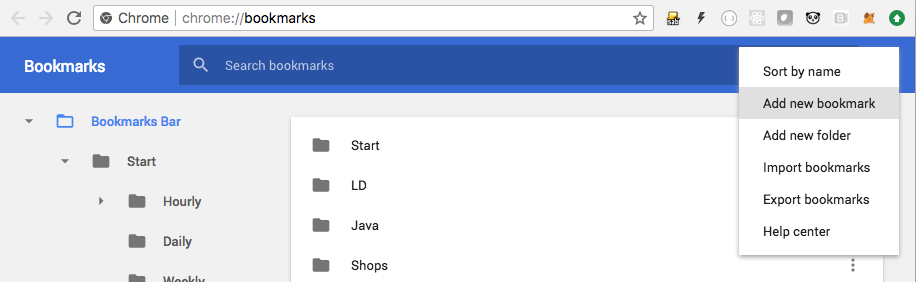 Chrome chrome://bookmarks
Bookmarks
Search bookmarks
Sort by name
Add new bookmark
Add new folder
Import bookmarks
Export bookmarks
Help center
Bookmarks Bar
Start
Hourly
Daily
Weekly
Start
LD
Java
Shops